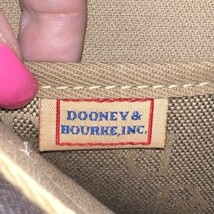 DOONEY &
BOURKE, INC.